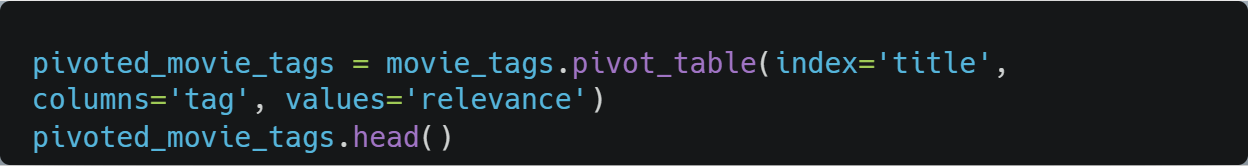 pivoted_movie_tags = movie_tags.pivot_table(index='title',
columns='tag', values='relevance')
pivoted_movie_tags.head()